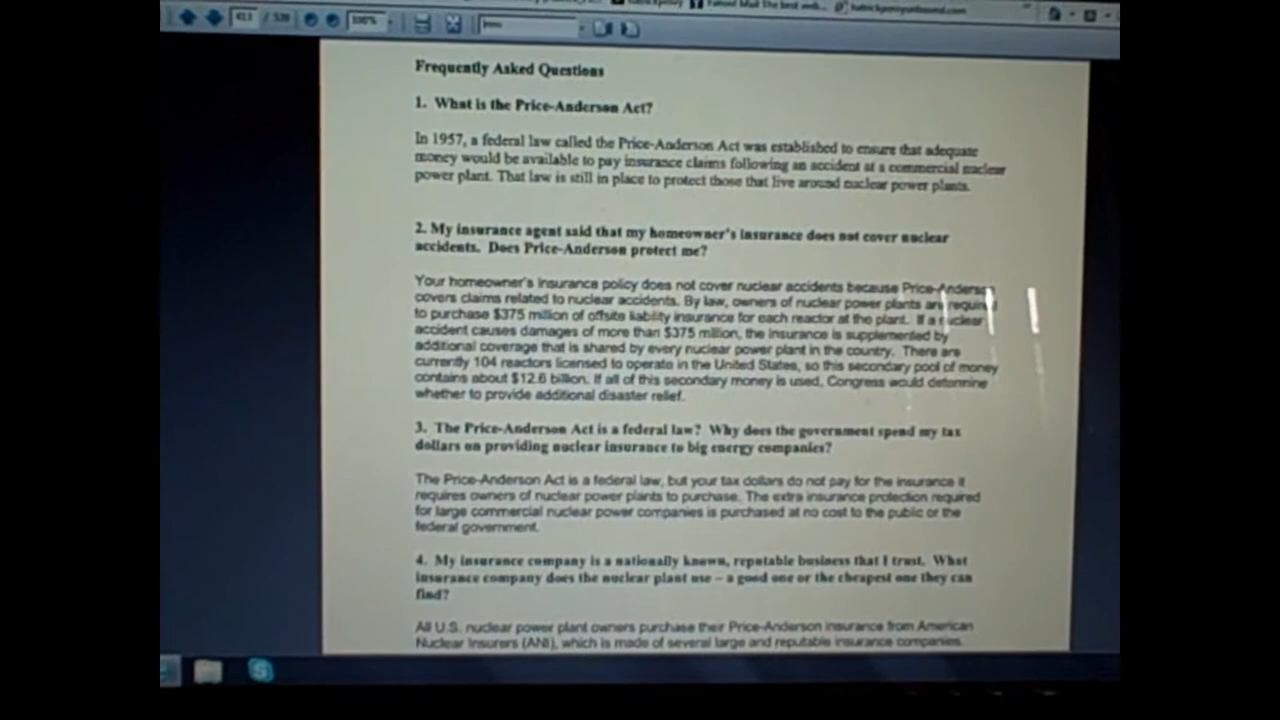 / 520
100%
Yahoo! Mail The best web...
Frequently Asked Questions
1. What is the Price-Anderson Act?
In 1957, a federal law called the Price-Anderson Act was established to ensure that adequate
money would be available to pay insurance claims following an accident at a commercial nuclear
power plant. That law is still in place to protect those that live around nuclear power plants.
2. My insurance agent said that my homeowner's insurance does not cover nuclear
accidents. Does Price-Anderson protect me?
Your homeowner's insurance policy does not cover nuclear accidents because Price-Anderson
covers claims related to nuclear accidents. By law, owners of nuclear power plants are required
to purchase $375 million of offsite liability insurance for each reactor at the plant. If a nuclear
accident causes damages of more than $375 million, the insurance is supplemented by
additional coverage that is shared by every nuclear power plant in the country. There are
currently 104 reactors licensed to operate in the United States, so this secondary pool of money
contains about $12.6 billion. If all of this secondary money is used, Congress would determine
whether to provide additional disaster relief.
3. The Price-Anderson Act is a federal law? Why does the government spend my tax
dollars on providing nuclear insurance to big energy companies?
The Price-Anderson Act is a federal law, but your tax dollars do not pay for the insurance it
requires owners of nuclear power plants to purchase. The extra insurance protection required
for large commercial nuclear power companies is purchased at no cost to the public or the
federal government.
4. My insurance company is a nationally known, reputable business that I trust. What
insurance company does the nuclear plant use – a good one or the cheapest one they can
find?
All U.S. nuclear power plant owners purchase their Price-Anderson insurance from American
Nuclear Insurers (ANI), which is made of several large and reputable insurance companies.